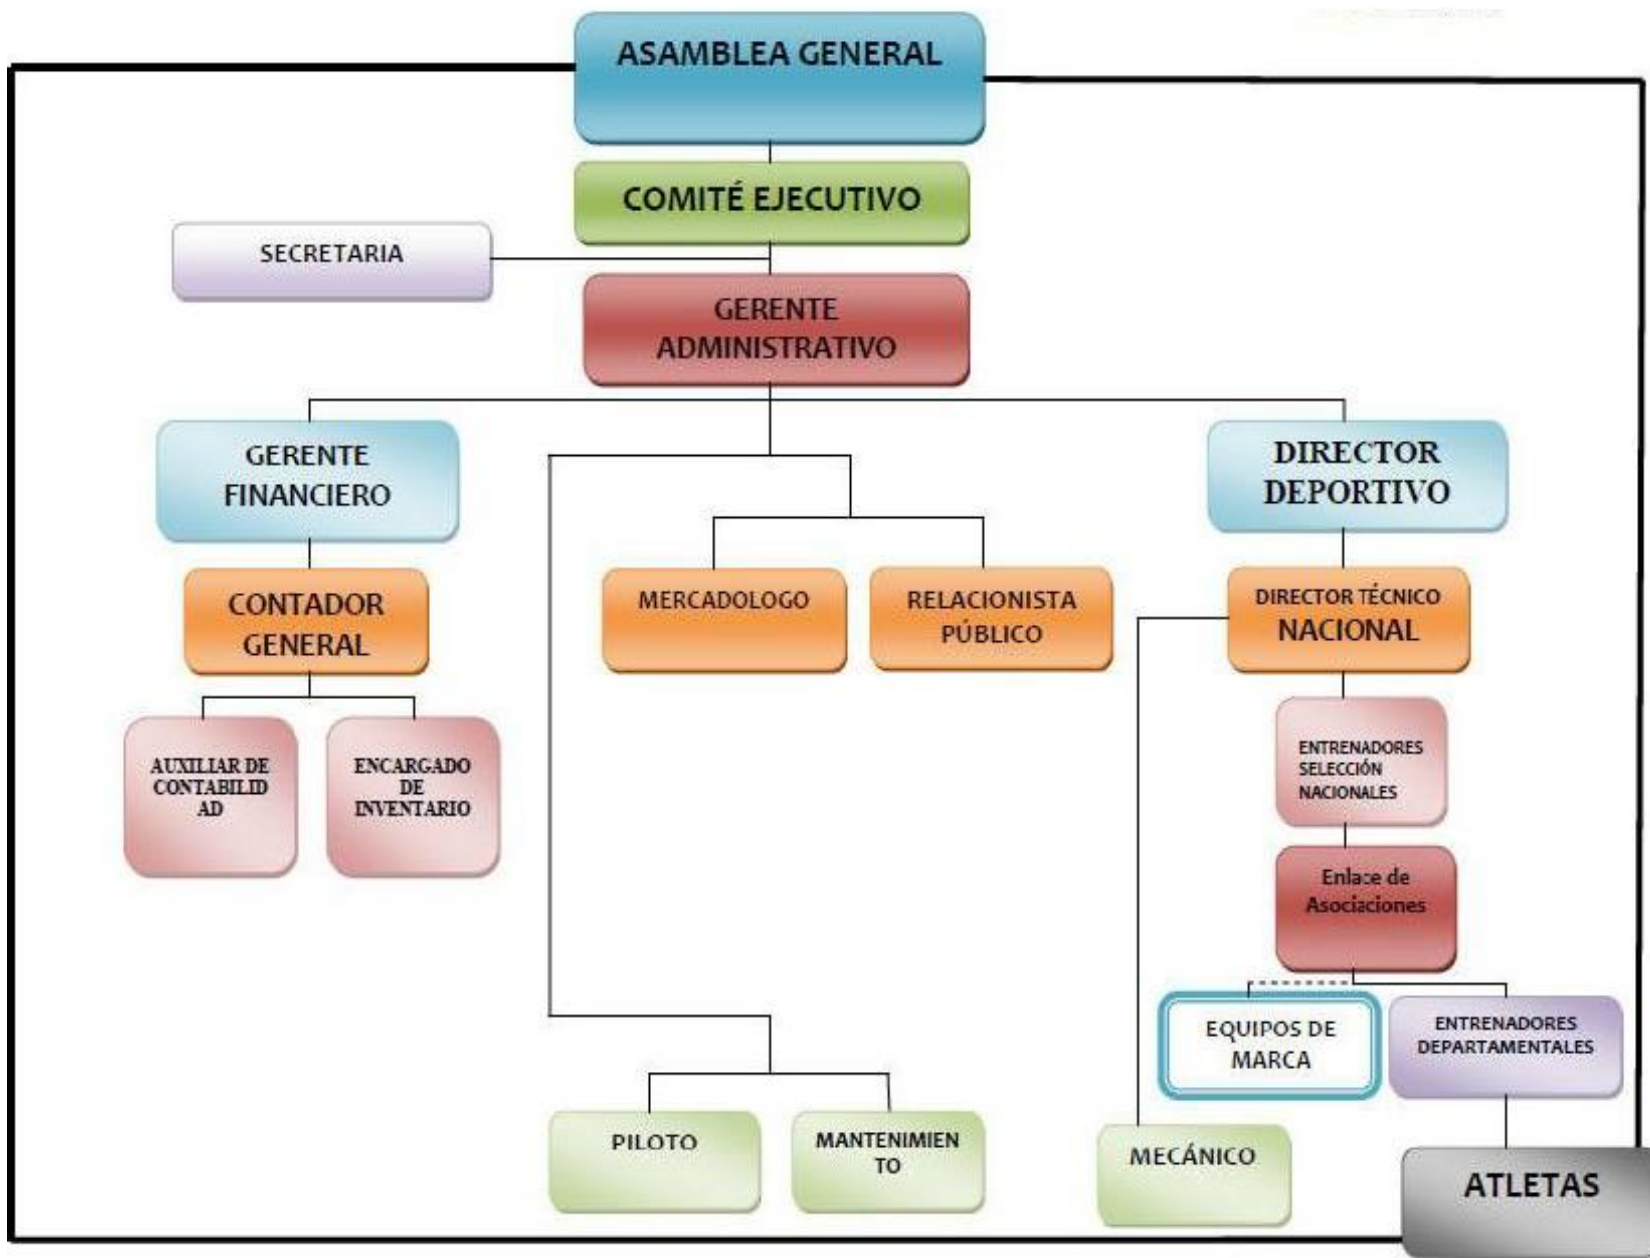 ASAMBLEA GENERAL
COMITÉ EJECUTIVO
SECRETARIA
GERENTE
ADMINISTRATIVO
GERENTE
FINANCIERO
DIRECTOR
DEPORTIVO
CONTADOR
GENERAL
MERCADOLOGO
RELACIONISTA
PÚBLICO
DIRECTOR TÉCNICO
NACIONAL
AUXILIAR DE
CONTABILID
AD
ENCARGADO
DE
INVENTARIO
ENTRENADORES
SELECCIÓN
NACIONALES
Enlace de
Asociaciones
EQUIPOS DE
MARCA
ENTRENADORES
DEPARTAMENTALES
PILOTO
MANTENIMIEN
TO
MECÁNICO
ATLETAS